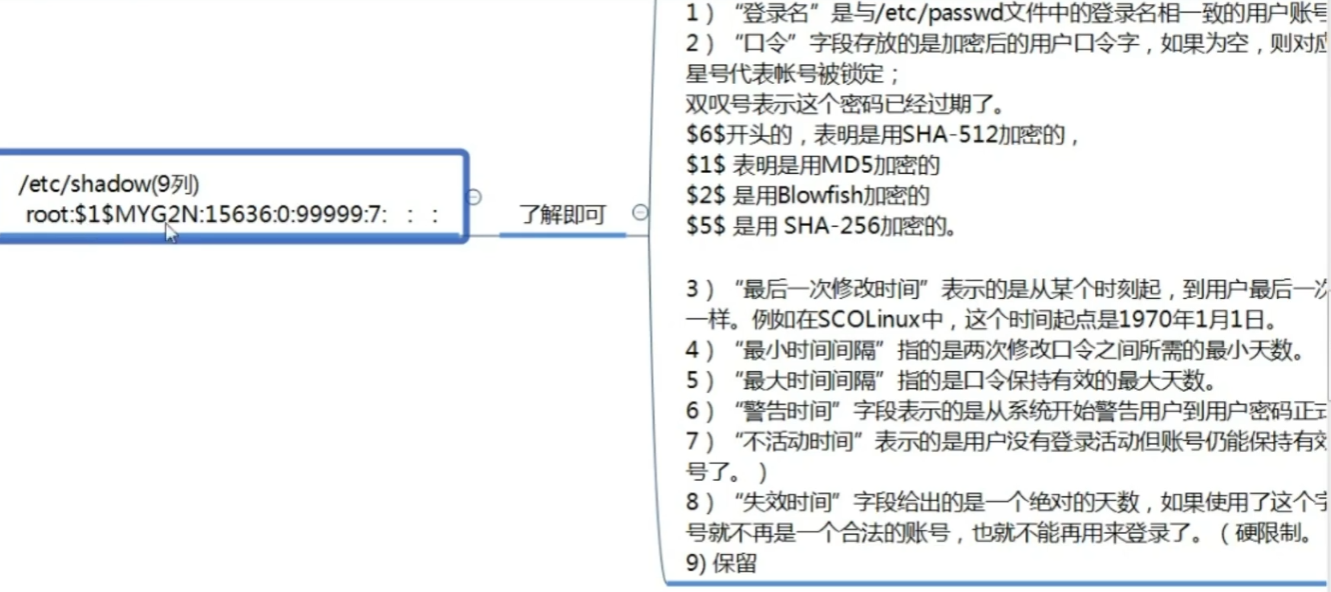 /etc/shadow(9列)
root:$1$MYG2N:15636:0:99999:7: : :
了解即可
1）“登录名”是与/etc/passwd文件中的登录名相一致的用户账号
2）“口令”字段存放的是加密后的用户口令字，如果为空，则对应
星号代表帐号被锁定；
双叹号表示这个密码已经过期了。
$6$开头的，表明是用SHA-512加密的，
$1$ 表明是用MD5加密的
$2$ 是用Blowfish加密的
$5$ 是用 SHA-256加密的。
3）“最后一次修改时间”表示的是从某个时刻起，到用户最后一次
一样。例如在SCOLinux中，这个时间起点是1970年1月1日。
4）“最小时间间隔”指的是两次修改口令之间所需的最小天数。
5）“最大时间间隔”指的是口令保持有效的最大天数。
6）“警告时间”字段表示的是从系统开始警告用户到用户密码正式
7）“不活动时间”表示的是用户没有登录活动但账号仍能保持有效
号了。）
8）“失效时间”字段给出的是一个绝对的天数，如果使用了这个字
号就不再是一个合法的账号，也就不能再用来登录了。（硬限制。
9) 保留